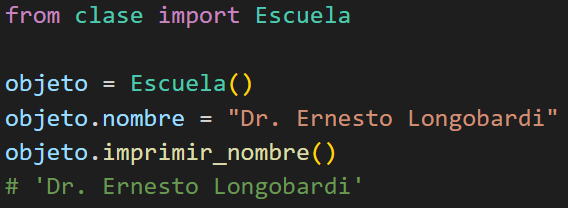 from clase import Escuela
objeto = Escuela()
objeto.nombre = "Dr. Ernesto Longobardi"
objeto.imprimir_nombre()
# 'Dr. Ernesto Longobardi'